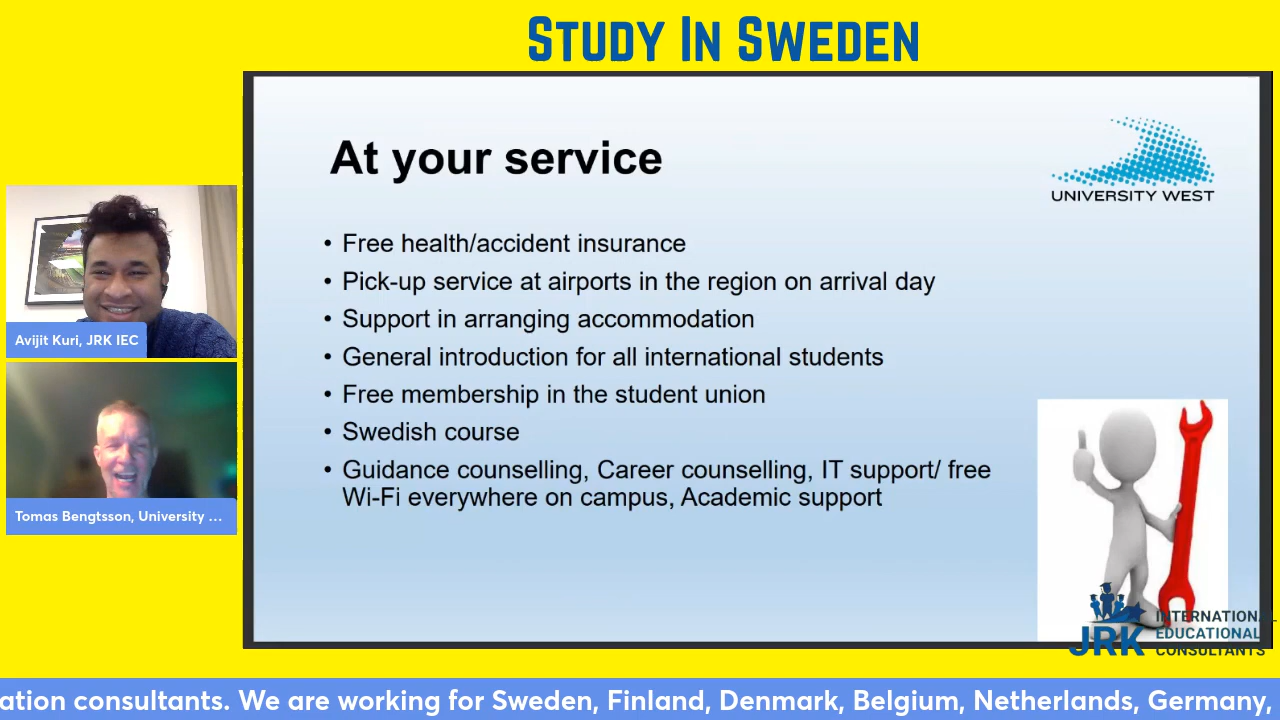 STUDY IN SWEDEN
At your service
UNIVERSITY WEST
• Free health/accident insurance
• Pick-up service at airports in the region on arrival day
• Support in arranging accommodation
• General introduction for all international students
• Free membership in the student union
• Swedish course
• Guidance counselling, Career counselling, IT support/ free
Wi-Fi everywhere on campus, Academic support
Avijit Kuri, JRK IEC
Tomas Bengtsson, University ...
JRK
INTERNATIONAL
EDUCATIONAL
CONSULTANTS
ation consultants. We are working for Sweden, Finland, Denmark, Belgium, Netherlands, Germany,